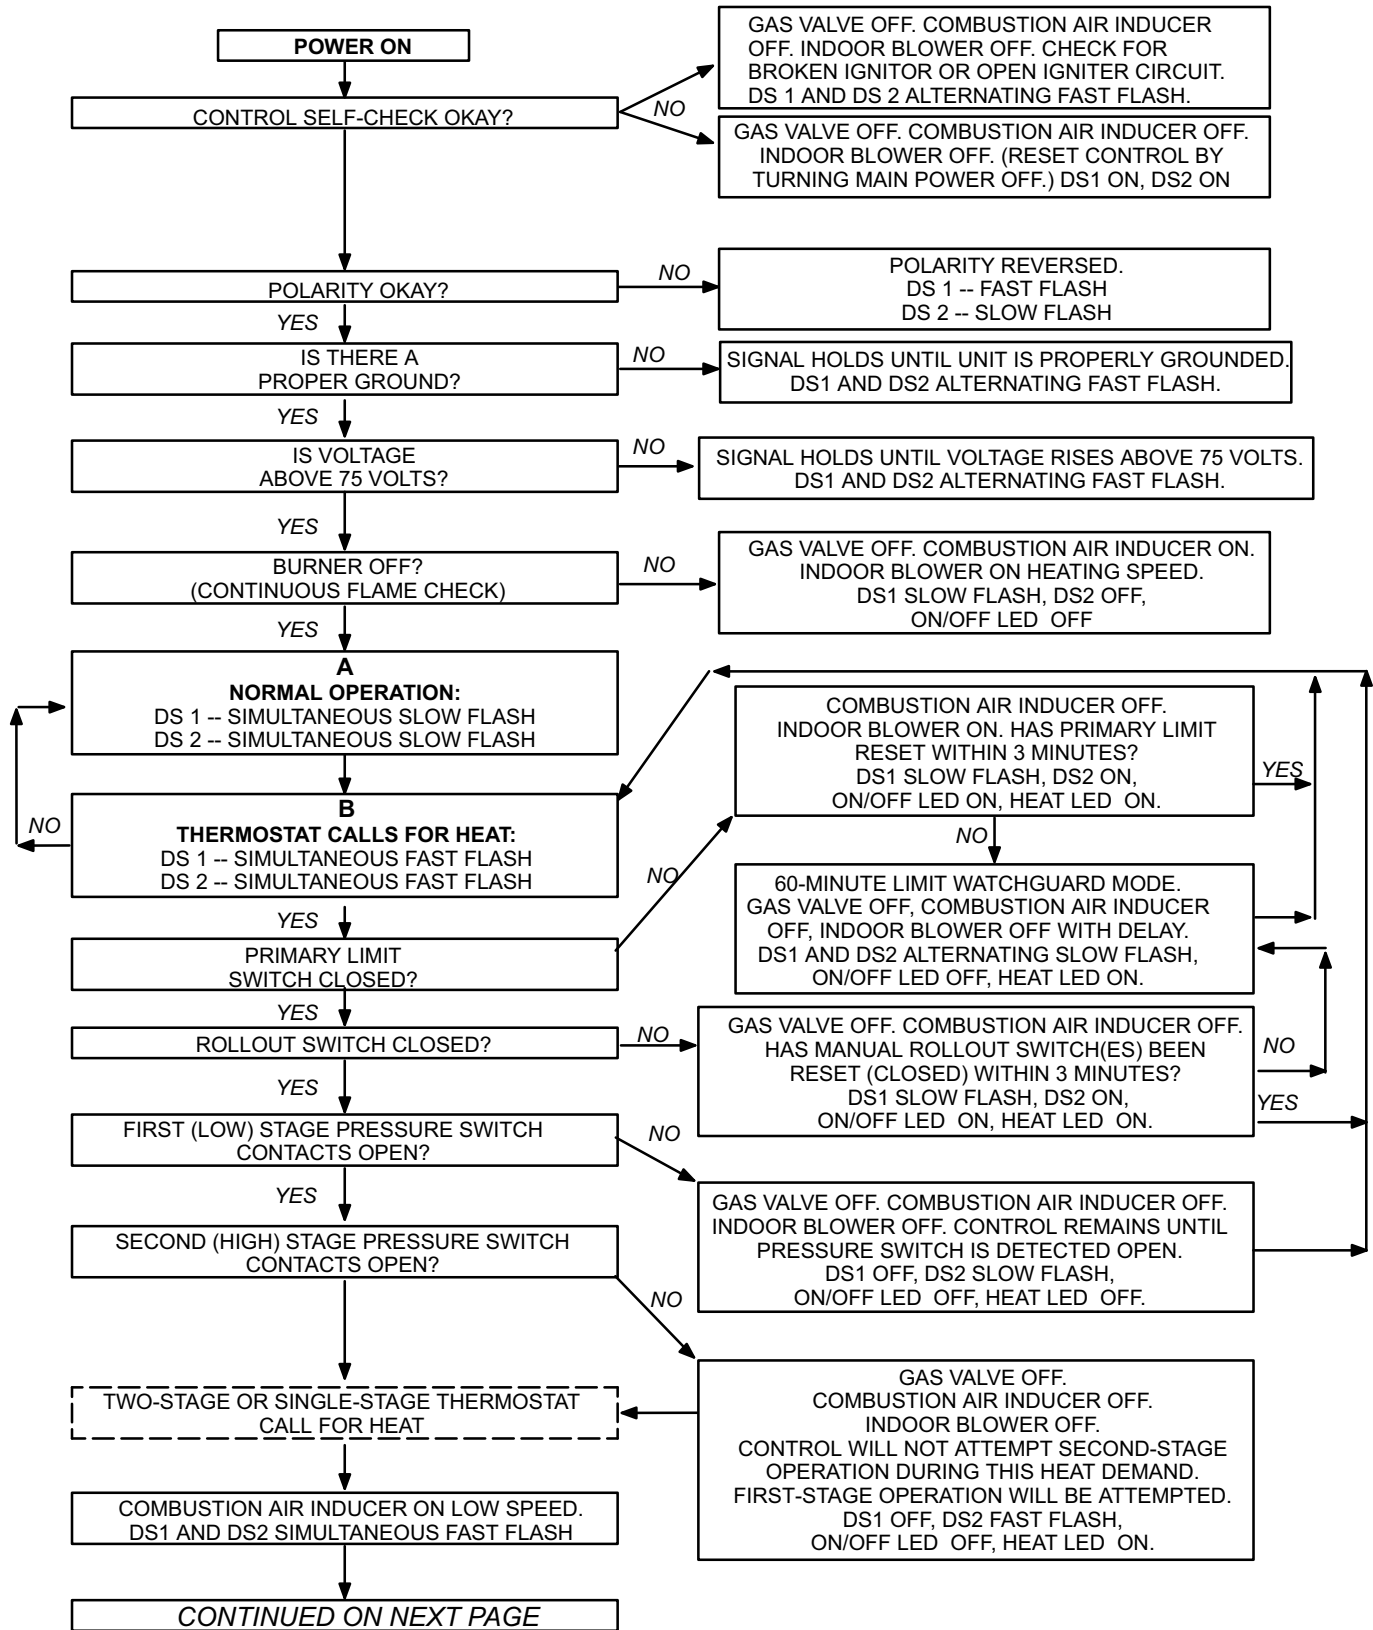 POWER ON
GAS VALVE OFF. COMBUSTION AIR INDUCER
OFF. INDOOR BLOWER OFF. CHECK FOR
BROKEN IGNITOR OR OPEN IGNITER CIRCUIT.
DS 1 AND DS 2 ALTERNATING FAST FLASH.
CONTROL SELF-CHECK OKAY?
NO
GAS VALVE OFF. COMBUSTION AIR INDUCER OFF.
INDOOR BLOWER OFF. (RESET CONTROL BY
TURNING MAIN POWER OFF.) DS1 ON, DS2 ON
POLARITY OKAY?
NO
POLARITY REVERSED.
DS 1 -- FAST FLASH
DS 2 -- SLOW FLASH
YES
IS THERE A
PROPER GROUND?
NO
SIGNAL HOLDS UNTIL UNIT IS PROPERLY GROUNDED.
DS1 AND DS2 ALTERNATING FAST FLASH.
YES
IS VOLTAGE
ABOVE 75 VOLTS?
NO
SIGNAL HOLDS UNTIL VOLTAGE RISES ABOVE 75 VOLTS.
DS1 AND DS2 ALTERNATING FAST FLASH.
YES
BURNER OFF?
(CONTINUOUS FLAME CHECK)
NO
GAS VALVE OFF. COMBUSTION AIR INDUCER ON.
INDOOR BLOWER ON HEATING SPEED.
DS1 SLOW FLASH, DS2 OFF,
ON/OFF LED OFF
YES
A
NORMAL OPERATION:
DS 1 -- SIMULTANEOUS SLOW FLASH
DS 2 -- SIMULTANEOUS SLOW FLASH
COMBUSTION AIR INDUCER OFF.
INDOOR BLOWER ON. HAS PRIMARY LIMIT
RESET WITHIN 3 MINUTES?
DS1 SLOW FLASH, DS2 ON,
ON/OFF LED ON, HEAT LED ON.
YES
NO
B
THERMOSTAT CALLS FOR HEAT:
DS 1 -- SIMULTANEOUS FAST FLASH
DS 2 -- SIMULTANEOUS FAST FLASH
NO
NO
60-MINUTE LIMIT WATCHGUARD MODE.
GAS VALVE OFF, COMBUSTION AIR INDUCER
OFF, INDOOR BLOWER OFF WITH DELAY.
DS1 AND DS2 ALTERNATING SLOW FLASH,
ON/OFF LED OFF, HEAT LED ON.
YES
PRIMARY LIMIT
SWITCH CLOSED?
YES
ROLLOUT SWITCH CLOSED?
NO
GAS VALVE OFF. COMBUSTION AIR INDUCER OFF.
HAS MANUAL ROLLOUT SWITCH(ES) BEEN
RESET (CLOSED) WITHIN 3 MINUTES?
DS1 SLOW FLASH, DS2 ON,
ON/OFF LED ON, HEAT LED ON.
NO
YES
YES
FIRST (LOW) STAGE PRESSURE SWITCH
CONTACTS OPEN?
NO
YES
GAS VALVE OFF. COMBUSTION AIR INDUCER OFF.
INDOOR BLOWER OFF. CONTROL REMAINS UNTIL
PRESSURE SWITCH IS DETECTED OPEN.
DS1 OFF, DS2 SLOW FLASH,
ON/OFF LED OFF, HEAT LED OFF.
SECOND (HIGH) STAGE PRESSURE SWITCH
CONTACTS OPEN?
NO
GAS VALVE OFF.
COMBUSTION AIR INDUCER OFF.
INDOOR BLOWER OFF.
CONTROL WILL NOT ATTEMPT SECOND-STAGE
OPERATION DURING THIS HEAT DEMAND.
FIRST-STAGE OPERATION WILL BE ATTEMPTED.
DS1 OFF, DS2 FAST FLASH,
ON/OFF LED OFF, HEAT LED ON.
TWO-STAGE OR SINGLE-STAGE THERMOSTAT
CALL FOR HEAT
COMBUSTION AIR INDUCER ON LOW SPEED.
DS1 AND DS2 SIMULTANEOUS FAST FLASH
CONTINUED ON NEXT PAGE